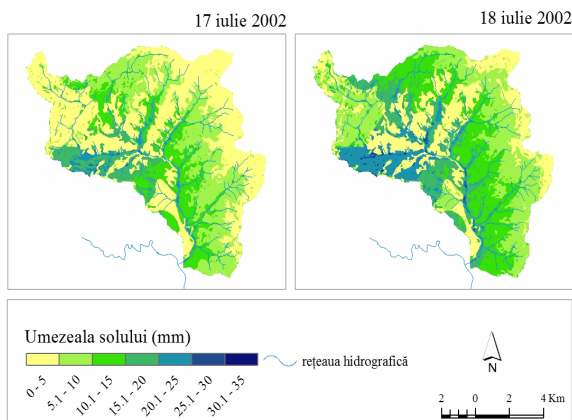 17 iulie 2002
18 iulie 2002
Umezeala solului (mm)
0 - 5
5.1 - 10
10.1 - 15
15.1 - 20
20.1 - 25
25.1 - 30
30.1 - 35
rețeaua hidrografică
N
2 0 2 4 Km